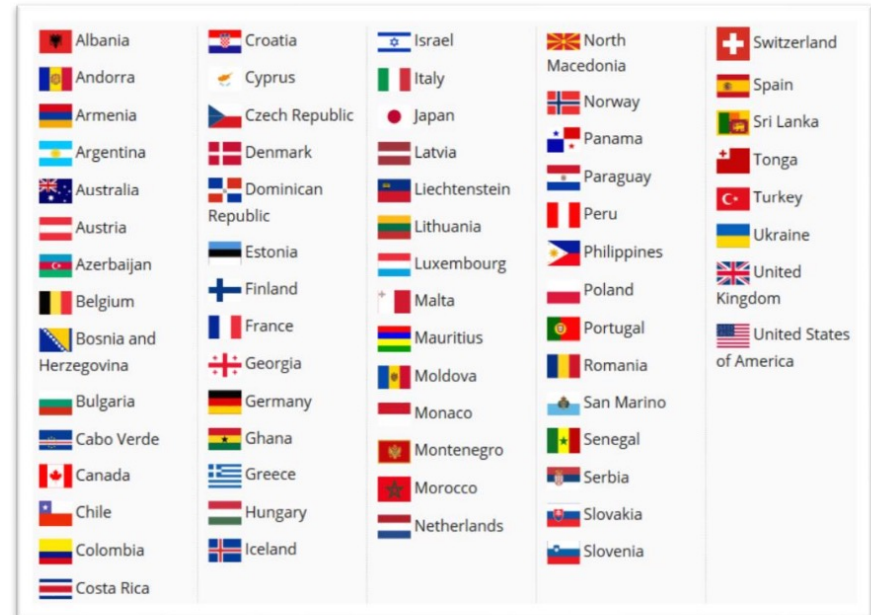 Albania
Andorra
Armenia
Argentina
Australia
Austria
Azerbaijan
Belgium
Bosnia and
Herzegovina
Bulgaria
Cabo Verde
Canada
Chile
Colombia
Costa Rica
Croatia
Cyprus
Czech Republic
Denmark
Dominican
Republic
Estonia
Finland
France
Georgia
Germany
Ghana
Greece
Hungary
Iceland
Israel
Italy
Japan
Latvia
Liechtenstein
Lithuania
Luxembourg
Malta
Mauritius
Moldova
Monaco
Montenegro
Morocco
Netherlands
North
Macedonia
Norway
Panama
Paraguay
Peru
Philippines
Poland
Portugal
Romania
San Marino
Senegal
Serbia
Slovakia
Slovenia
Switzerland
Spain
Sri Lanka
Tonga
Turkey
Ukraine
United
Kingdom
United States
of America